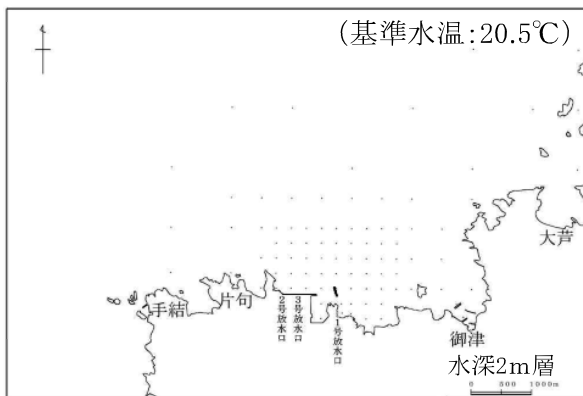 (基準水温:20.5℃)
大芦
手結
片句
2号放水口
3号放水口
1号放水口
御津
水深2m層
0 500 1000m